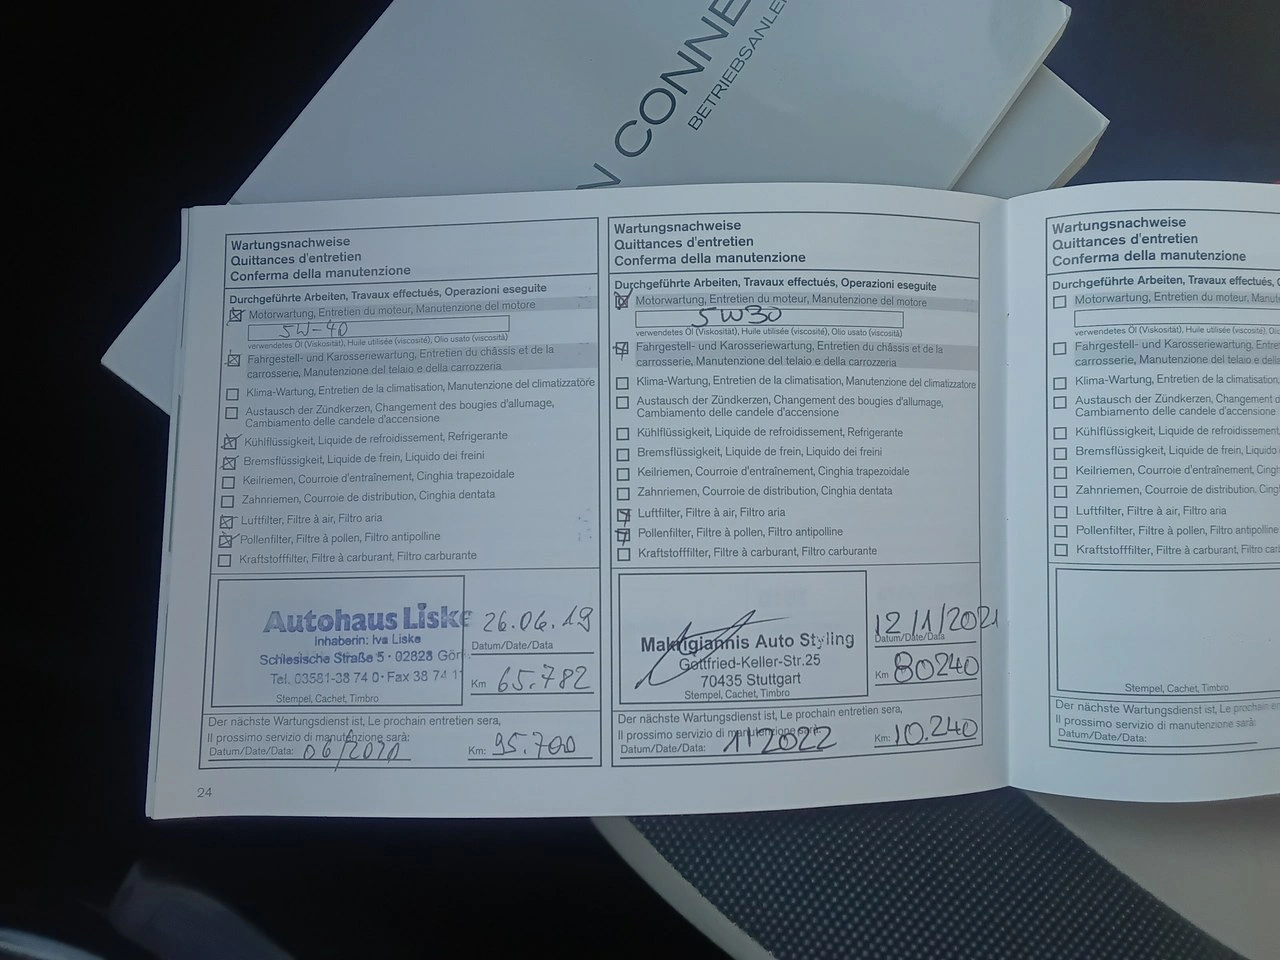 N CONNE
BETRIEBSANLEI
Wartungsnachweise
Quittances d'entretien
Conferma della manutenzione
Durchgeführte Arbeiten, Travaux effectués, Operazioni eseguite
Motorwartung, Entretien du moteur, Manutenzione del motore
5W-40
verwendetes Öl (Viskosität), Huile utilisée (viscosité), Olio usato (viscosità)
Fahrgestell- und Karosseriewartung, Entretien du châssis et de la
carrosserie, Manutenzione del telaio e della carrozzeria
Klima-Wartung, Entretien de la climatisation, Manutenzione del climatizzatore
Austausch der Zündkerzen, Changement des bougies d'allumage,
Cambiamento delle candele d'accensione
Kühlflüssigkeit, Liquide de refroidissement, Refrigerante
Bremsflüssigkeit, Liquide de frein, Liquido dei freini
Keilriemen, Courroie d'entraînement, Cinghia trapezoidale
Zahnriemen, Courroie de distribution, Cinghia dentata
Luftfilter, Filtre à air, Filtro aria
Pollenfilter, Filtre à pollen, Filtro antipolline
Kraftstofffilter, Filtre à carburant, Filtro carburante
Autohaus Liske
Inhaberin: Iva Liske
Schlesische Straße 5 · 02828 Görl
Tel. 03581-38 74 0 · Fax 38 74 11
Stempel, Cachet, Timbro
26.06.19
Datum/Date/Data
Km 65.782
Der nächste Wartungsdienst ist, Le prochain entretien sera,
Il prossimo servizio di manutenzione sarà:
Datum/Date/Data: 06/2020
Km: 95.700
24
Wartungsnachweise
Quittances d'entretien
Conferma della manutenzione
Durchgeführte Arbeiten, Travaux effectués, Operazioni eseguite
Motorwartung, Entretien du moteur, Manutenzione del motore
5W30
verwendetes Öl (Viskosität), Huile utilisée (viscosité), Olio usato (viscosità)
Fahrgestell- und Karosseriewartung, Entretien du châssis et de la
carrosserie, Manutenzione del telaio e della carrozzeria
Klima-Wartung, Entretien de la climatisation, Manutenzione del climatizzatore
Austausch der Zündkerzen, Changement des bougies d'allumage,
Cambiamento delle candele d'accensione
Kühlflüssigkeit, Liquide de refroidissement, Refrigerante
Bremsflüssigkeit, Liquide de frein, Liquido dei freini
Keilriemen, Courroie d'entraînement, Cinghia trapezoidale
Zahnriemen, Courroie de distribution, Cinghia dentata
Luftfilter, Filtre à air, Filtro aria
Pollenfilter, Filtre à pollen, Filtro antipolline
Kraftstofffilter, Filtre à carburant, Filtro carburante
Makrigiannis Auto Styling
Gottfried-Keller-Str.25
70435 Stuttgart
Stempel, Cachet, Timbro
12/1/2021
Datum/Date/Data
Km 80240
Der nächste Wartungsdienst ist, Le prochain entretien sera,
Il prossimo servizio di manutenzione sarà:
Datum/Date/Data: 1/2022
Km: 10.240
Wartungsnachweise
Quittances d'entretien
Conferma della manutenzione
Durchgeführte Arbeiten, Travaux effectués, O
Motorwartung, Entretien du moteur, Manuten
verwendetes Öl (Viskosität), Huile utilisée (viscosité), Ol
Fahrgestell- und Karosseriewartung, Entre
carrosserie, Manutenzione del telaio e della
Klima-Wartung, Entretien de la climatisation,
Austausch der Zündkerzen, Changement d
Cambiamento delle candele d'accensione
Kühlflüssigkeit, Liquide de refroidissement,
Bremsflüssigkeit, Liquide de frein, Liquido
Keilriemen, Courroie d'entraînement, Cing
Zahnriemen, Courroie de distribution, Cing
Luftfilter, Filtre à air, Filtro aria
Pollenfilter, Filtre à pollen, Filtro antipolline
Kraftstofffilter, Filtre à carburant, Filtro car
Stempel, Cachet, Timbro
Der nächste Wartungsdienst ist, Le prochain en
Il prossimo servizio di manutenzione sarà:
Datum/Date/Data: